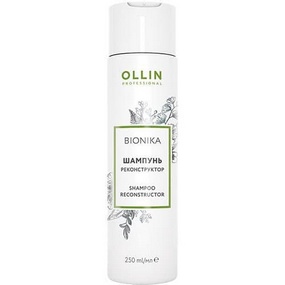 OLLIN
PROFESSIONAL
BIONIKA
ШАМПУНЬ
РЕКОНСТРУКТОР
SHAMPOO
RECONSTRUCTOR
250 ml/мл ℮